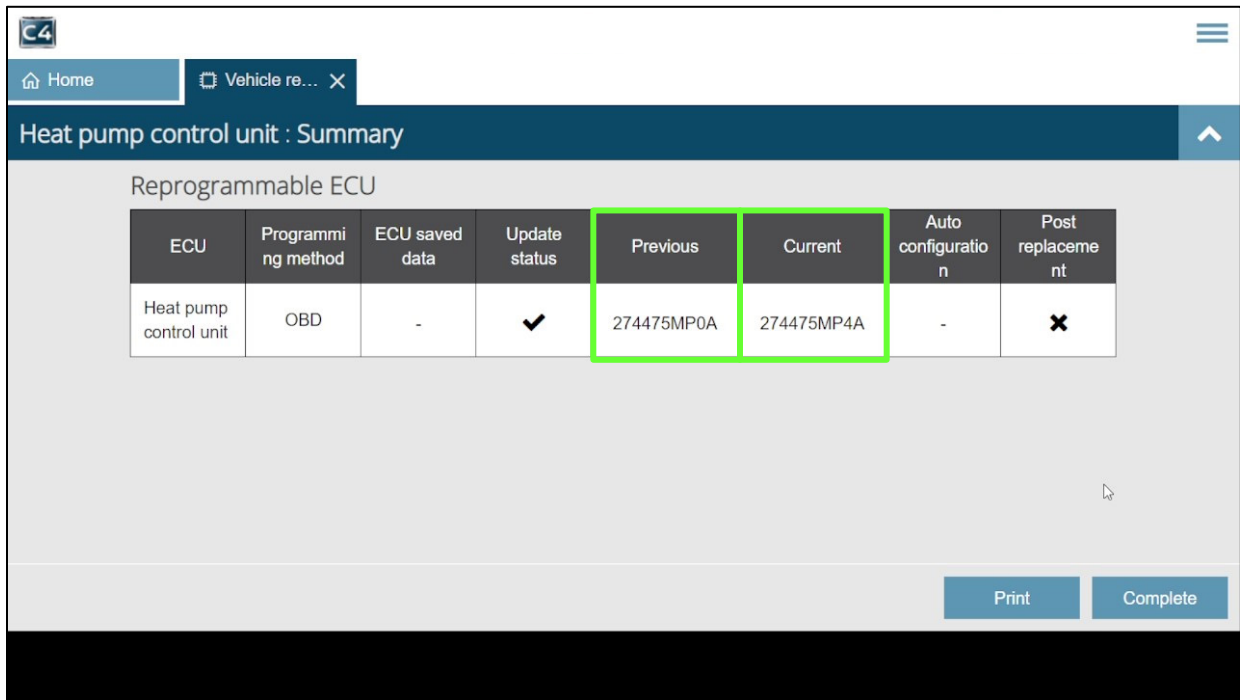 C4
Home
Vehicle re...
Heat pump control unit : Summary
Reprogrammable ECU
ECU
Programmi
ng method
ECU saved
data
Update
status
Previous
Current
Auto
configuratio
n
Post
replaceme
nt
Heat pump
control unit
OBD
-
274475MP0A
274475MP4A
-
Print
Complete